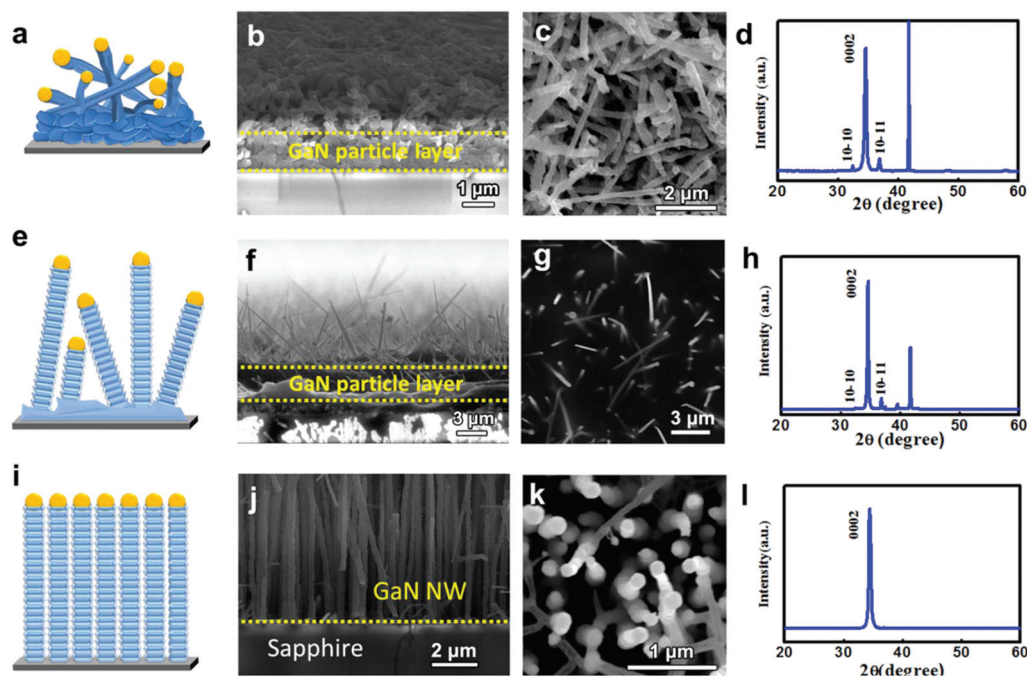 a
b
GaN particle layer
1 µm
c
2 µm
d
Intensity (a.u.)
0002
10-10
10-11
20 30 40 50 60
2θ (degree)
e
f
GaN particle layer
3 µm
g
3 µm
h
Intensity (a.u.)
0002
10-10
10-11
20 30 40 50 60
2θ (degree)
i
j
GaN NW
Sapphire
2 µm
k
1 µm
l
Intensity(a.u.)
0002
20 30 40 50 60
2θ(degree)